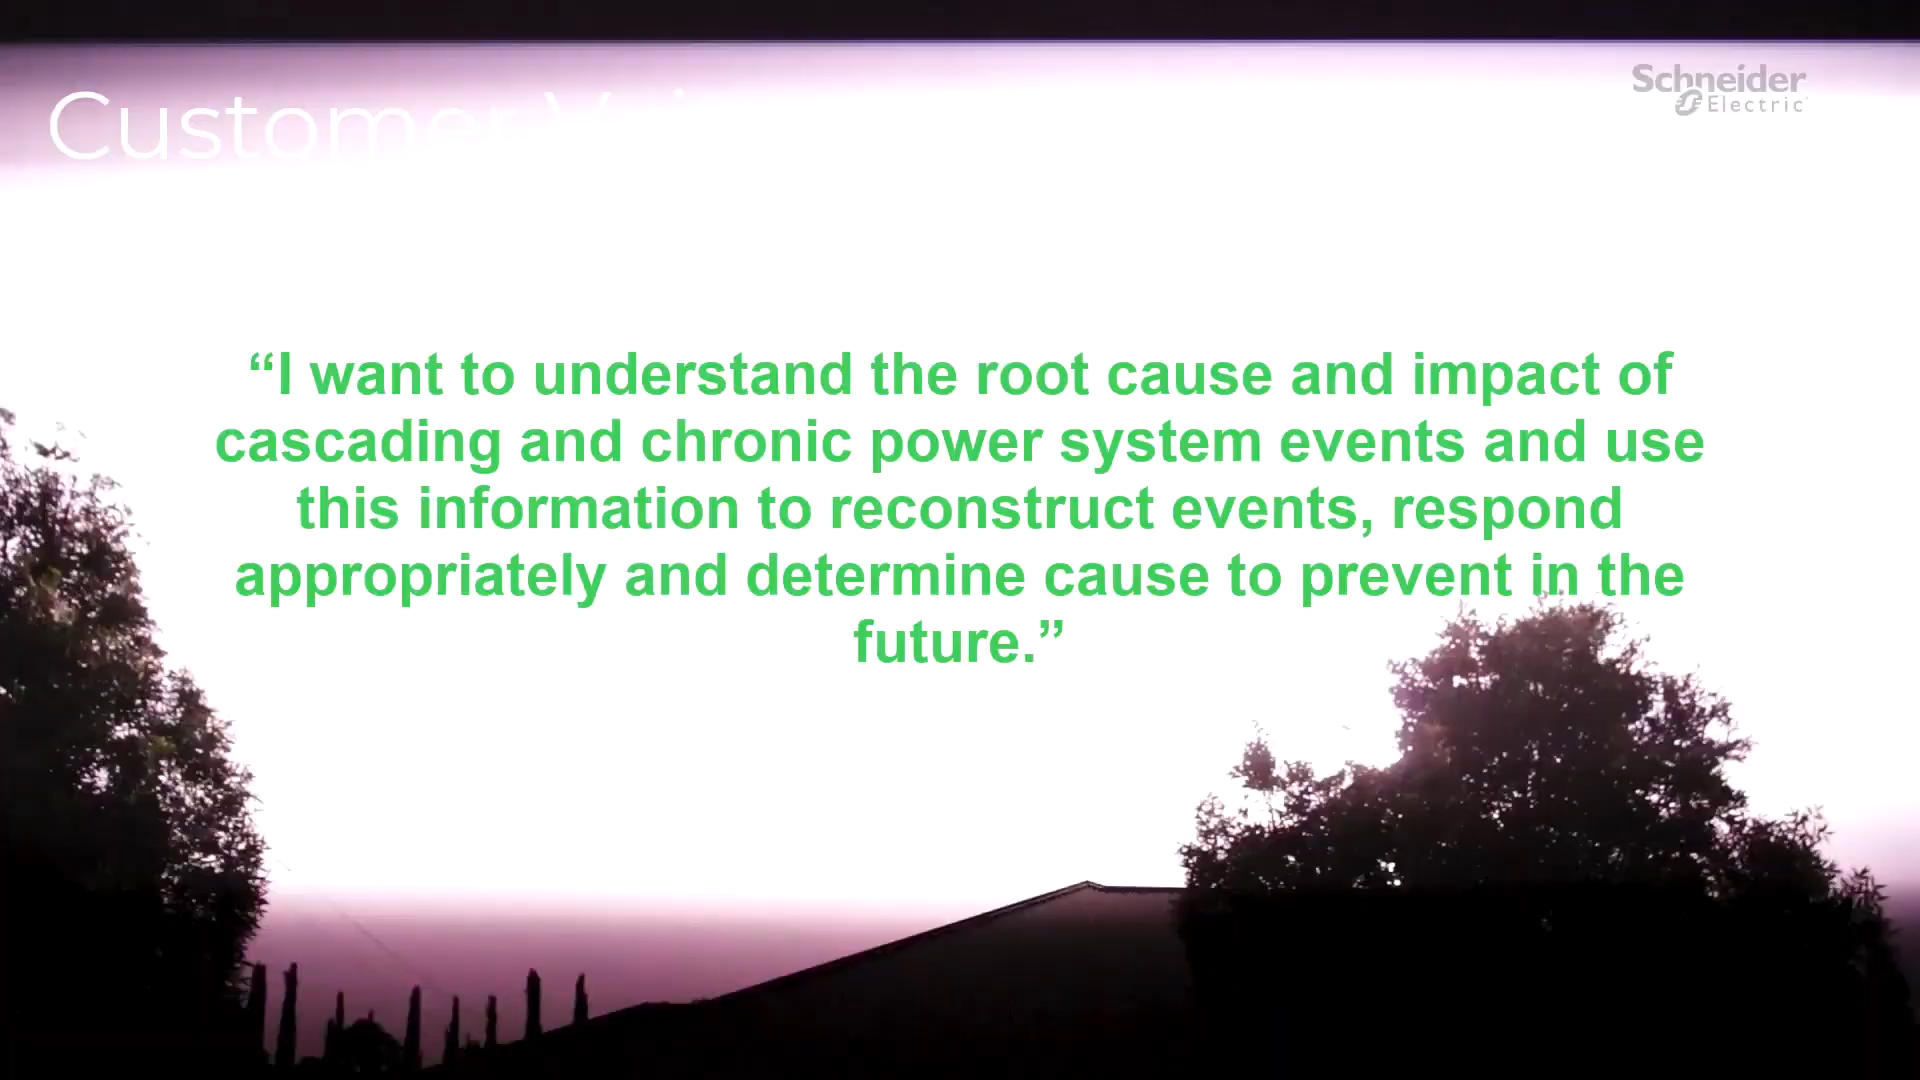 Customer
Schneider
Electric
“I want to understand the root cause and impact of
cascading and chronic power system events and use
this information to reconstruct events, respond
appropriately and determine cause to prevent in the
future.”